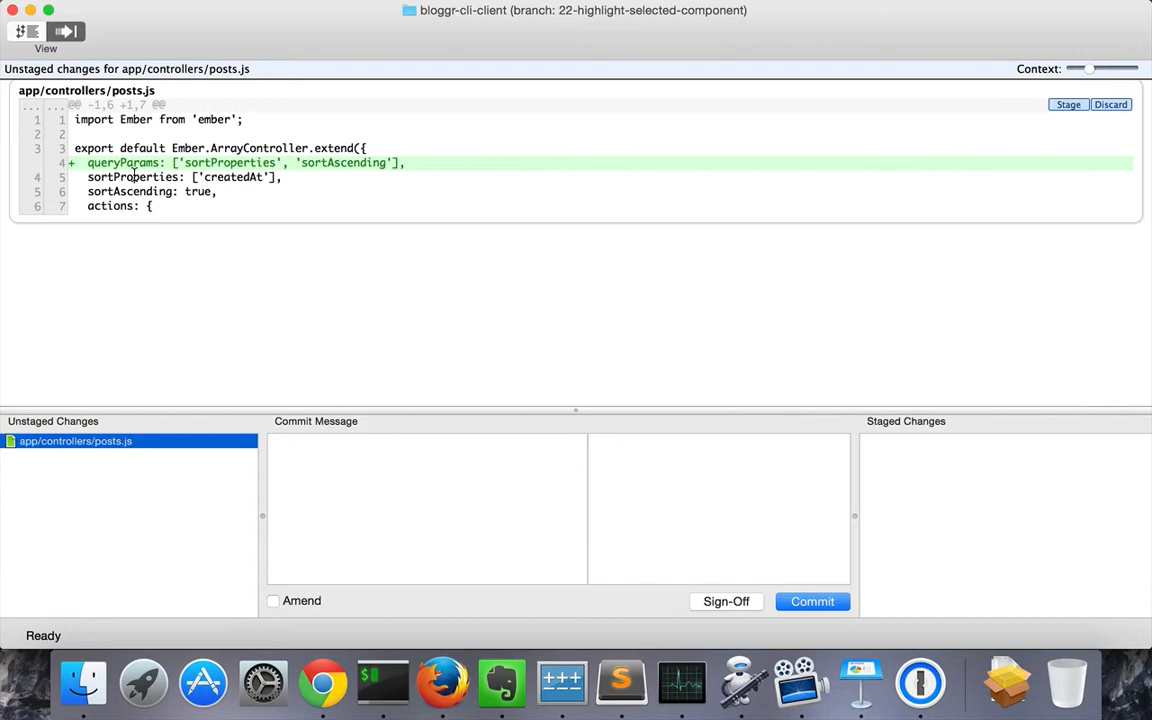 bloggr-cli-client (branch: 22-highlight-selected-component)
View
Unstaged changes for app/controllers/posts.js
Context:
app/controllers/posts.js
... ... @@ -1,6 +1,7 @@
Stage Discard
1 1 import Ember from 'ember';
2 2
3 3 export default Ember.ArrayController.extend({
4 + queryParams: ['sortProperties', 'sortAscending'],
4 5 sortProperties: ['createdAt'],
5 6 sortAscending: true,
6 7 actions: {
Unstaged Changes
Commit Message
Staged Changes
app/controllers/posts.js
Amend
Sign-Off
Commit
Ready
$
+++
S